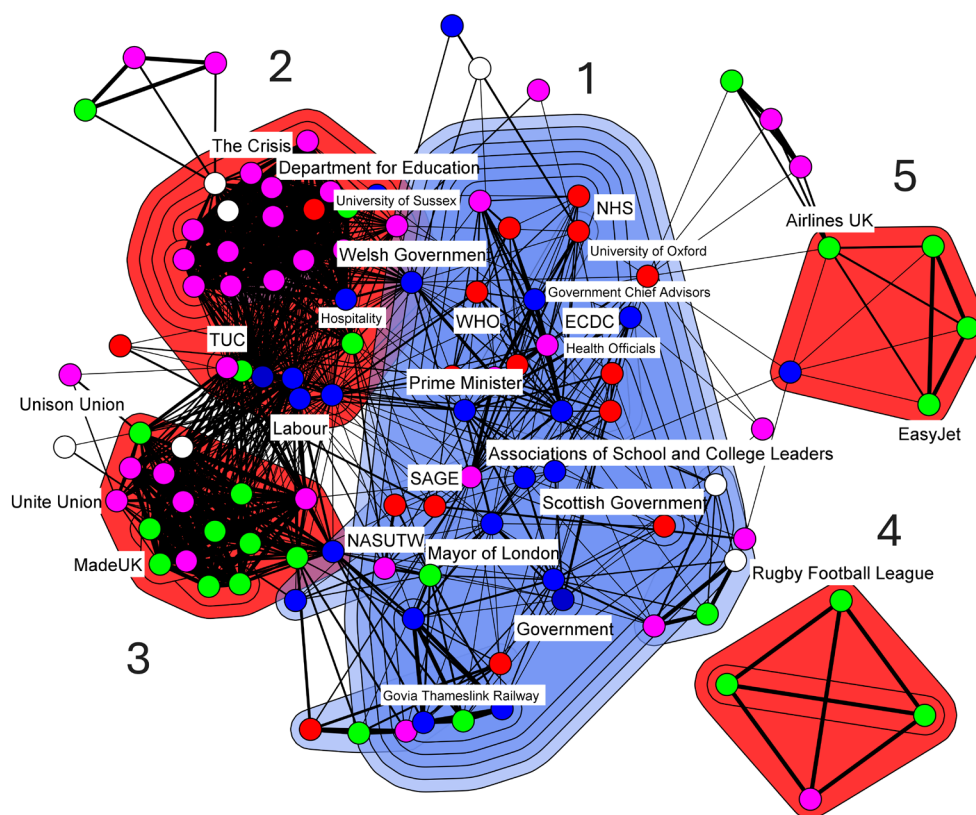 2
1
The Crisis
Department for Education
University of Sussex
NHS
5
Airlines UK
University of Oxford
Welsh Governmen
Government Chief Advisors
Hospitality
WHO
ECDC
TUC
Health Officials
Prime Minister
Unison Union
Labour
EasyJet
Associations of School and College Leaders
SAGE
Unite Union
Scottish Governmen
4
NASUTW
Mayor of London
MadeUK
Rugby Football League
Government
3
Govia Thameslink Railway